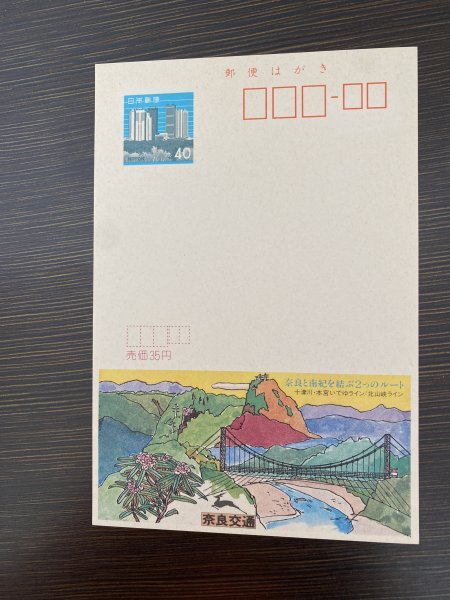 郵便はがき
日本郵便
40
売価35円
奈良と南紀を結ぶ2つのルート
十津川・本宮いでゆライン/北山峡ライン
奈良交通